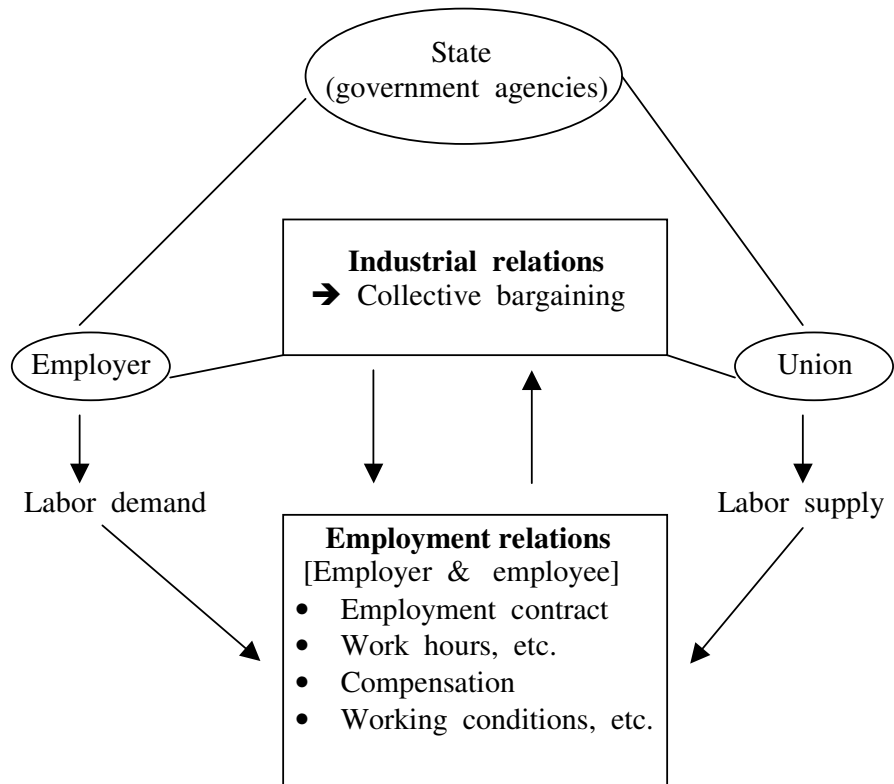 State
(government agencies)
Industrial relations
➔ Collective bargaining
Employer
Union
Labor demand
Labor supply
Employment relations
[Employer & employee]
• Employment contract
• Work hours, etc.
• Compensation
• Working conditions, etc.